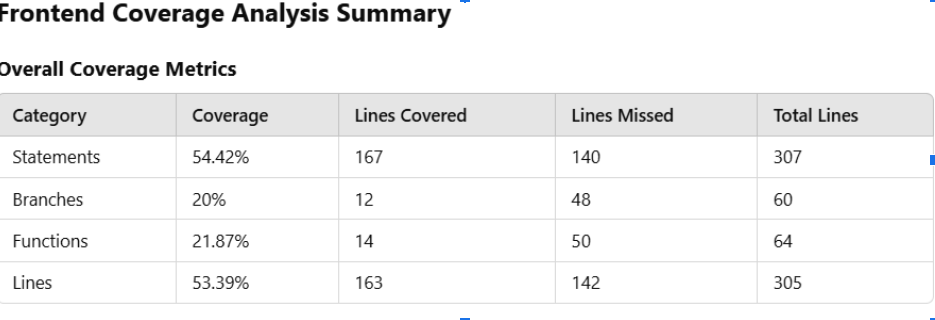 Frontend Coverage Analysis Summary
Overall Coverage Metrics
Category Coverage Lines Covered Lines Missed Total Lines
Statements 54.42% 167 140 307
Branches 20% 12 48 60
Functions 21.87% 14 50 64
Lines 53.39% 163 142 305